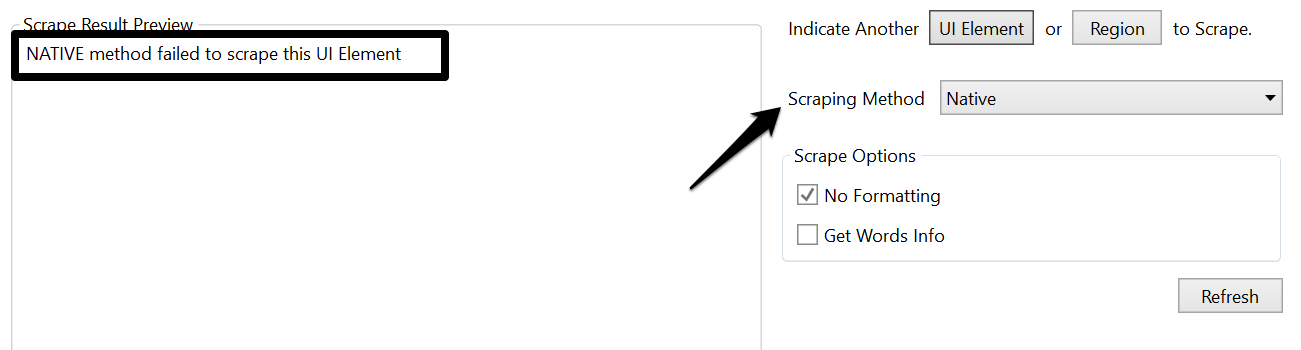 Scrape Result Preview
NATIVE method failed to scrape this UI Element
Indicate Another UI Element or Region to Scrape.
Scraping Method Native
Scrape Options
No Formatting
Get Words Info
Refresh